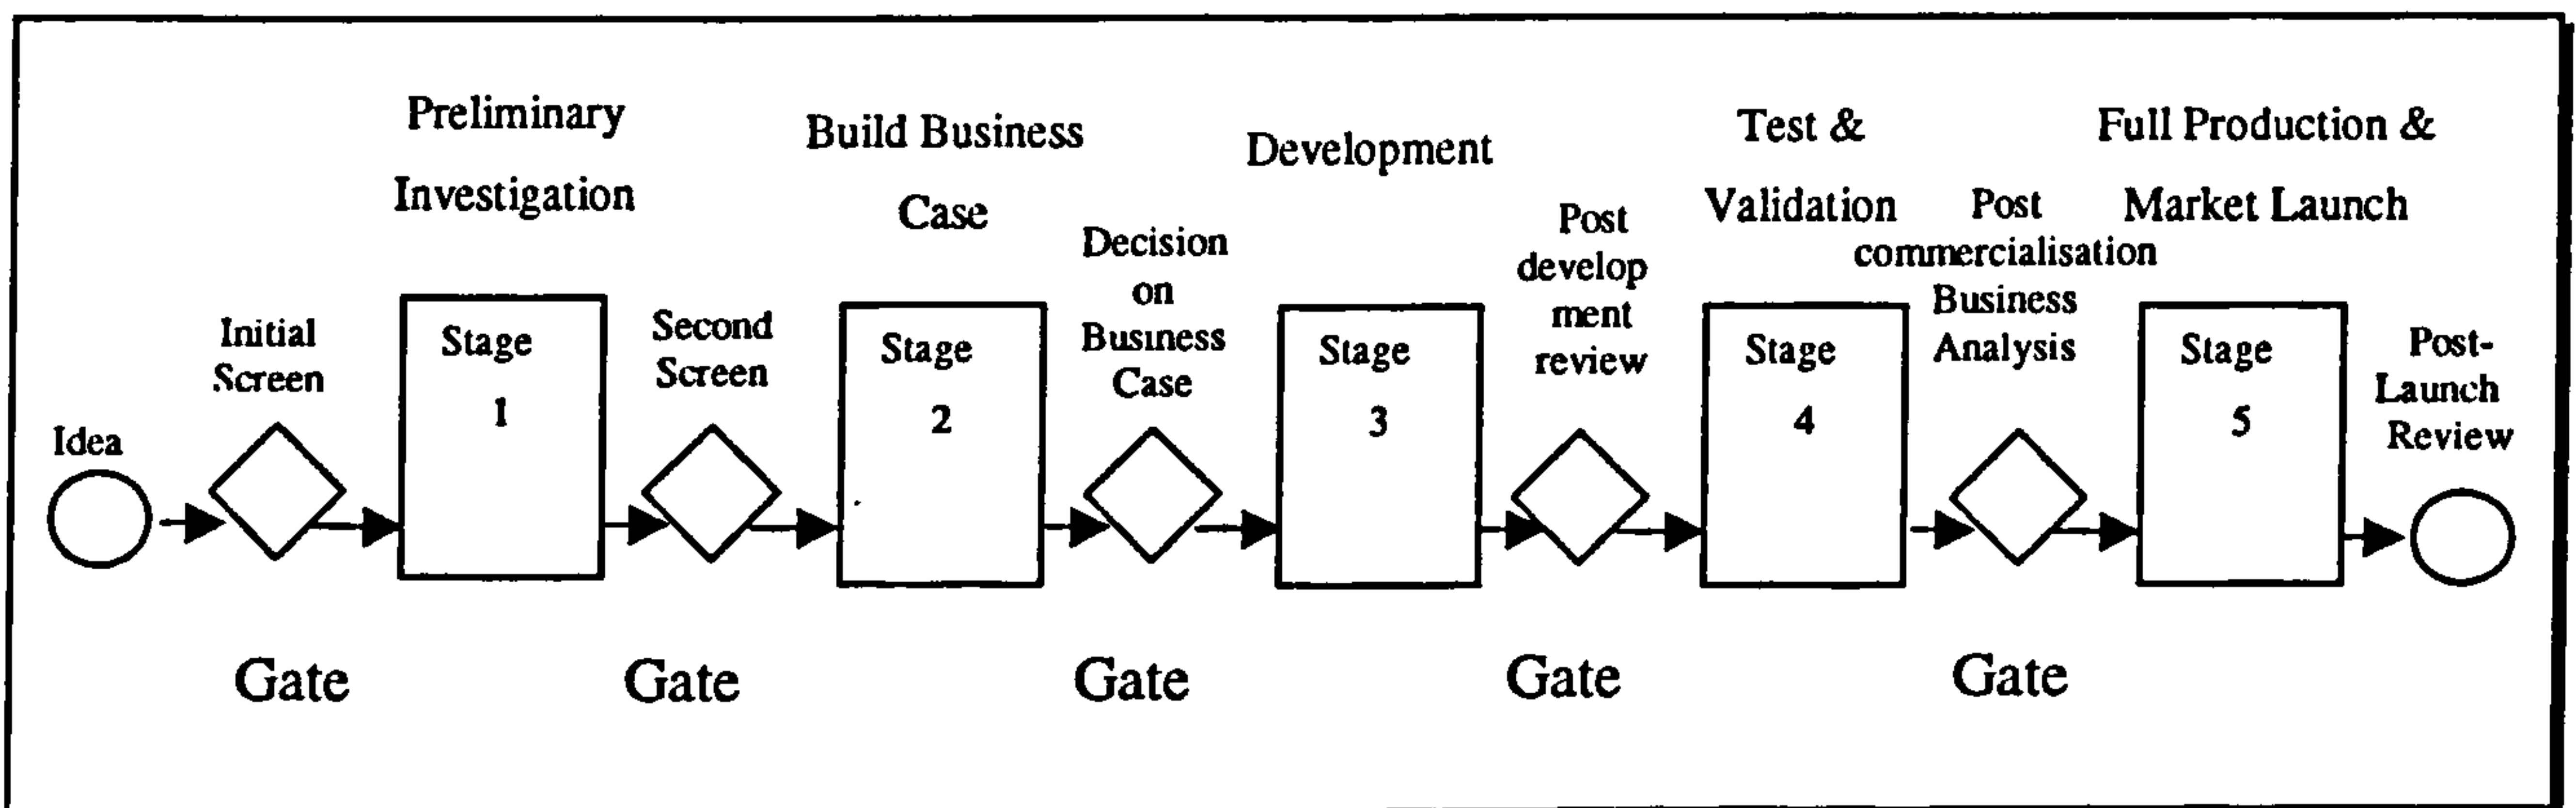 Preliminary
Investigation
Build Business
Case
Development
Test &
Validation
Full Production &
Market Launch
Idea
Initial
Screen
Stage
1
Second
Screen
Stage
2
Decision
on
Business
Case
Stage
3
Post
develop
ment
review
Stage
4
Post
commercialisation
Business
Analysis
Stage
5
Post-
Launch
Review
Gate
Gate
Gate
Gate
Gate